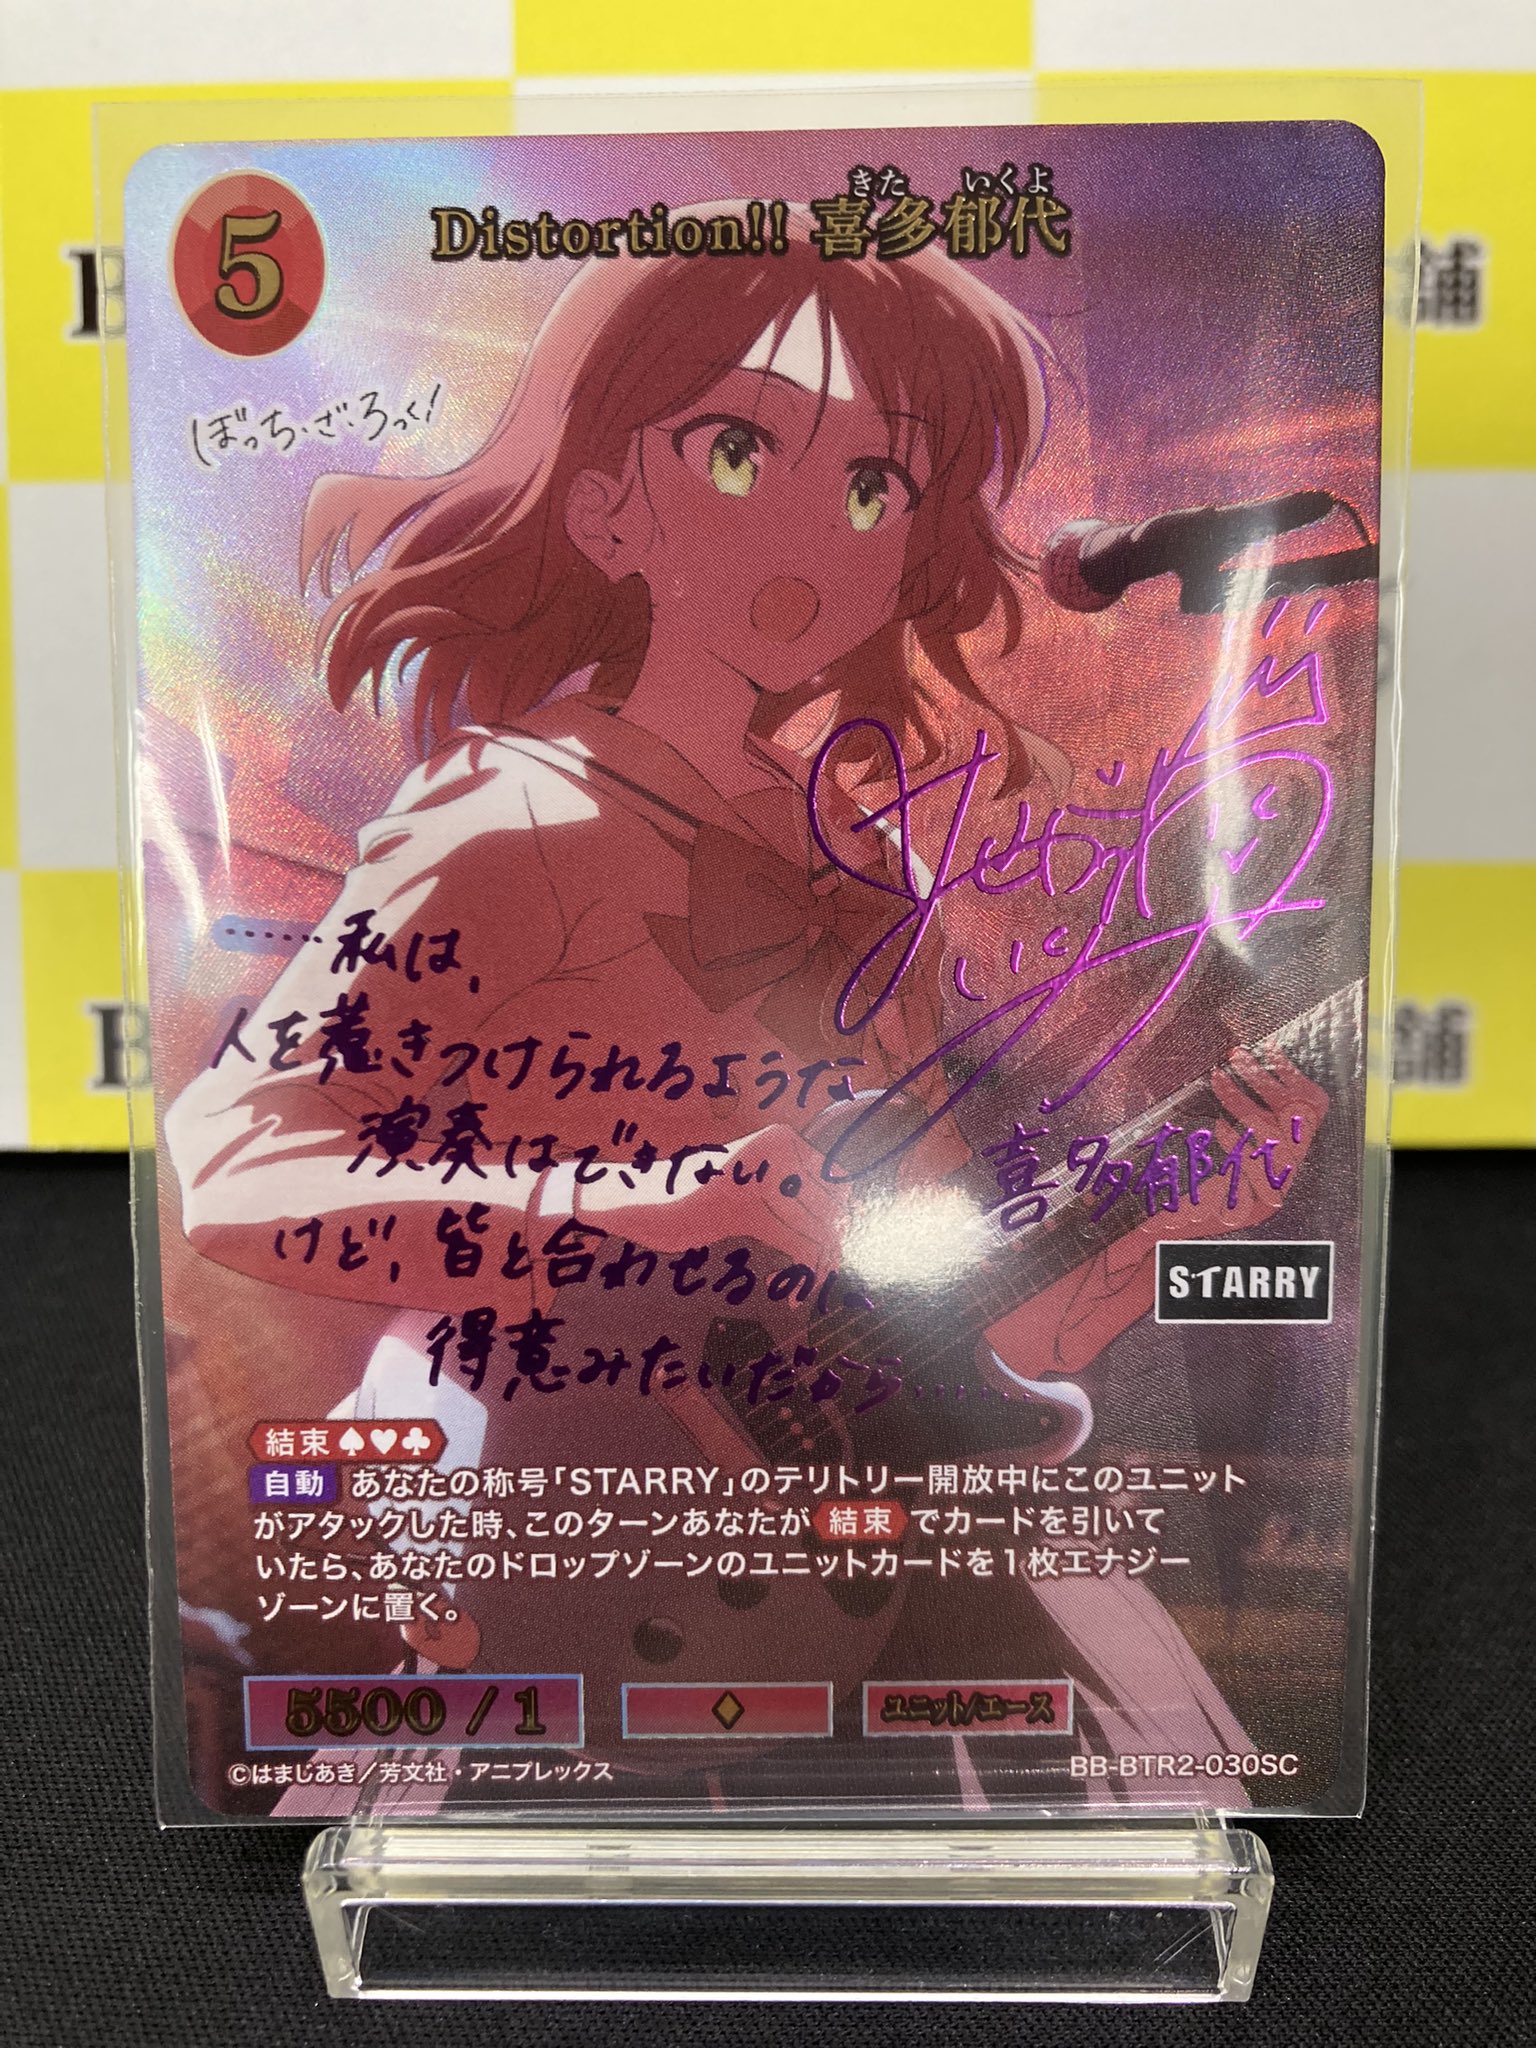 5
きた いくよ
Distortion!! 喜多郁代
ぼっち・ざ・ろっく!
……私は、
人を惹きつけられるような
演奏はできない。
けど、皆と合わせるのは
得意みたいだから……
喜多郁代
STARRY
結束♠♥♣
自動 あなたの称号「STARRY」のテリトリー開放中にこのユニット
がアタックした時、このターンあなたが 結束 でカードを引いて
いたら、あなたのドロップゾーンのユニットカードを1枚エナジー
ゾーンに置く。
5500 / 1
ユニット/エース
©はまじあき/芳文社・アニプレックス
BB-BTR2-030SC
舗
舗